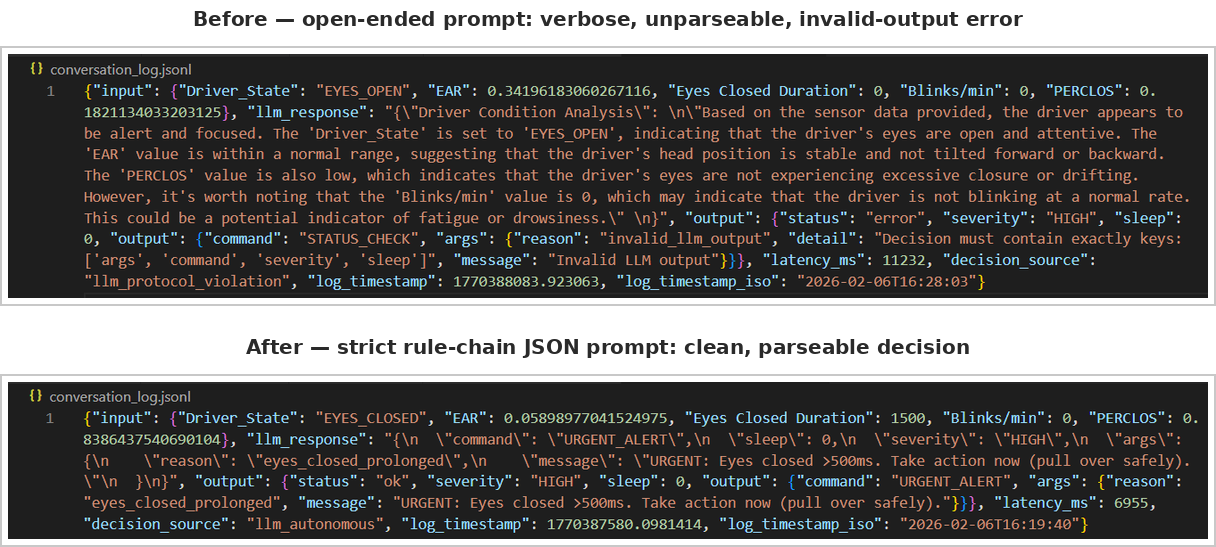 Before — open-ended prompt: verbose, unparseable, invalid-output error
{} conversation_log.jsonl
1 {"input": {"Driver_State": "EYES_OPEN", "EAR": 0.34196183060267116, "Eyes Closed Duration": 0, "Blinks/min": 0, "PERCLOS": 0.
1821134033203125}, "llm_response": "{\"Driver Condition Analysis\": \n\"Based on the sensor data provided, the driver appears to
be alert and focused. The 'Driver_State' is set to 'EYES_OPEN', indicating that the driver's eyes are open and attentive. The
'EAR' value is within a normal range, suggesting that the driver's head position is stable and not tilted forward or backward.
The 'PERCLOS' value is also low, which indicates that the driver's eyes are not experiencing excessive closure or drifting.
However, it's worth noting that the 'Blinks/min' value is 0, which may indicate that the driver is not blinking at a normal rate.
This could be a potential indicator of fatigue or drowsiness.\" \n}", "output": {"status": "error", "severity": "HIGH", "sleep":
0, "output": {"command": "STATUS_CHECK", "args": {"reason": "invalid_llm_output", "detail": "Decision must contain exactly keys:
['args', 'command', 'severity', 'sleep']", "message": "Invalid LLM output"}}}, "latency_ms": 11232, "decision_source":
"llm_protocol_violation", "log_timestamp": 1770388083.923063, "log_timestamp_iso": "2026-02-06T16:28:03"}
After — strict rule-chain JSON prompt: clean, parseable decision
{} conversation_log.jsonl
1 {"input": {"Driver_State": "EYES_CLOSED", "EAR": 0.05898977041524975, "Eyes Closed Duration": 1500, "Blinks/min": 0, "PERCLOS": 0.
8386437540690104}, "llm_response": "{\n  \"command\": \"URGENT_ALERT\",\n  \"sleep\": 0,\n  \"severity\": \"HIGH\",\n  \"args\":
{\n    \"reason\": \"eyes_closed_prolonged\",\n    \"message\": \"URGENT: Eyes closed >500ms. Take action now (pull over safely).
\"\n  }\n}", "output": {"status": "ok", "severity": "HIGH", "sleep": 0, "output": {"command": "URGENT_ALERT", "args": {"reason":
"eyes_closed_prolonged", "message": "URGENT: Eyes closed >500ms. Take action now (pull over safely)."}}}, "latency_ms": 6955,
"decision_source": "llm_autonomous", "log_timestamp": 1770387580.0981414, "log_timestamp_iso": "2026-02-06T16:19:40"}